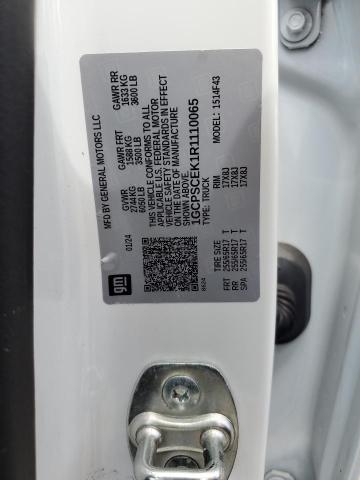 MFD BY GENERAL MOTORS LLC
01/24
GVWR
2744 KG
6050 LB
GAWR FRT
1588 KG
3500 LB
GAWR RR
1633 KG
3600 LB
THIS VEHICLE CONFORMS TO ALL
APPLICABLE U.S. FEDERAL MOTOR
VEHICLE SAFETY STANDARDS IN EFFECT
ON THE DATE OF MANUFACTURE SHOWN ABOVE.
1GCPSCEK1R1110065
TYPE: TRUCK
MODEL: 1514F43
TIRE SIZE
RIM
FRT 255/65R17 T 17X8J
RR 255/65R17 T 17X8J
SPA 255/65R17 T 17X8J
gm